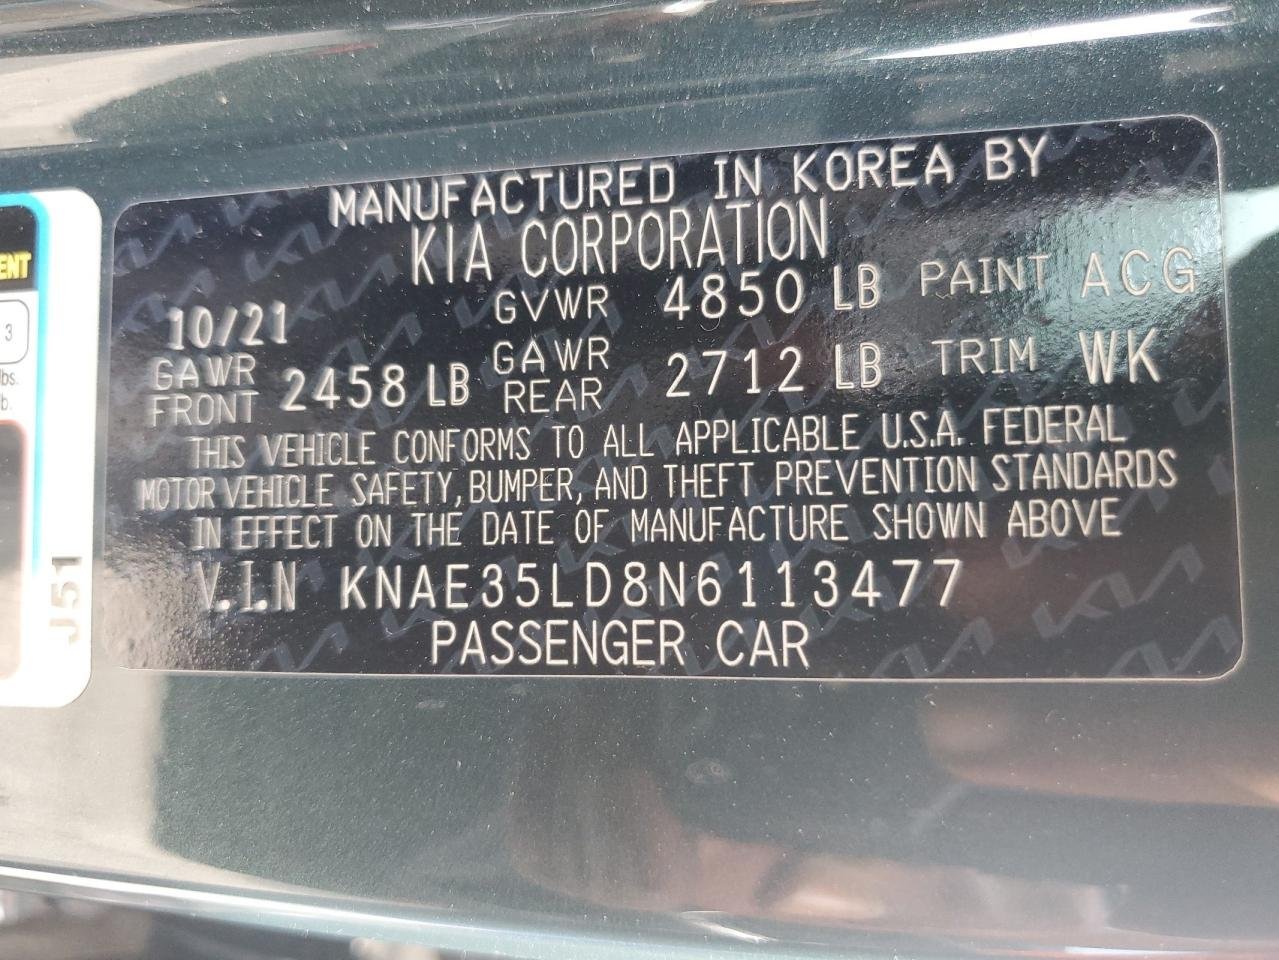 MANUFACTURED IN KOREA BY
KIA CORPORATION
10/21 GVWR 4850 LB PAINT ACG
GAWR FRONT 2458 LB GAWR REAR 2712 LB TRIM WK
THIS VEHICLE CONFORMS TO ALL APPLICABLE U.S.A. FEDERAL
MOTOR VEHICLE SAFETY, BUMPER, AND THEFT PREVENTION STANDARDS
IN EFFECT ON THE DATE OF MANUFACTURE SHOWN ABOVE
V.I.N KNAE35LD8N6113477
PASSENGER CAR
3
lbs.
J51